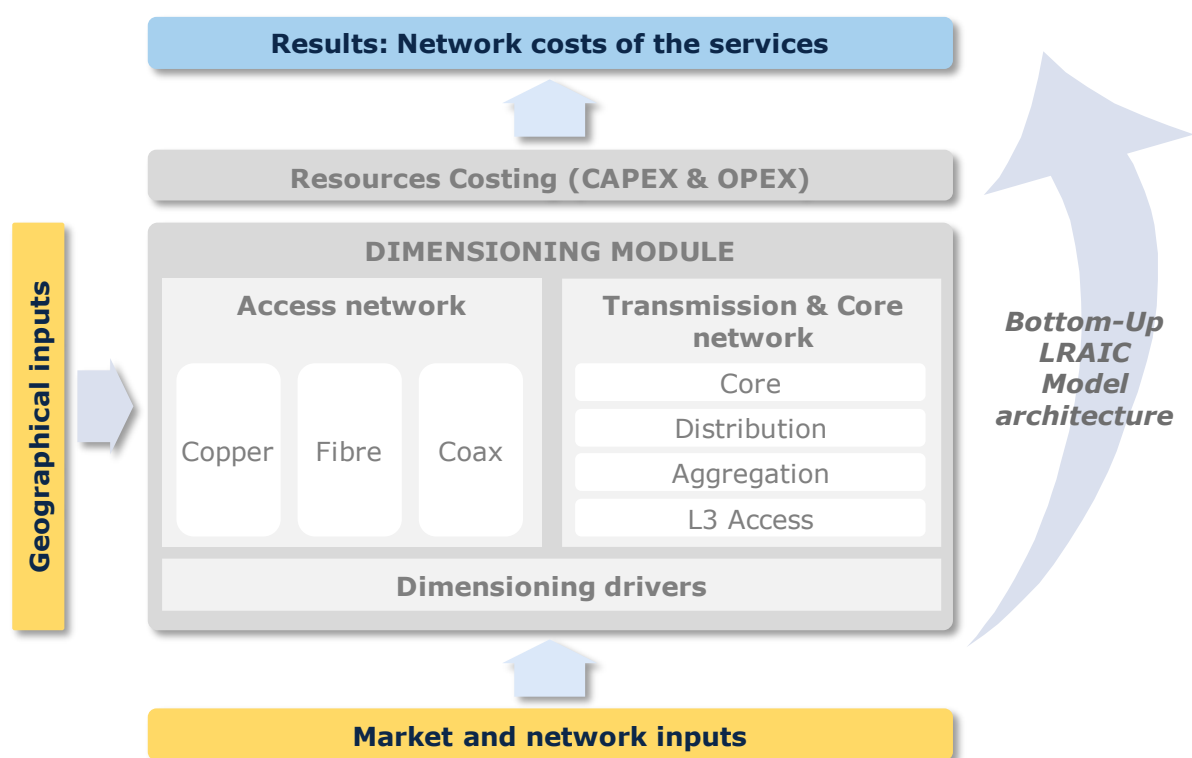 Results: Network costs of the services
Resources Costing (CAPEX & OPEX)
Geographical inputs
DIMENSIONING MODULE
Access network
Copper
Fibre
Coax
Transmission & Core
network
Core
Distribution
Aggregation
L3 Access
Dimensioning drivers
Bottom-Up
LRAIC
Model
architecture
Market and network inputs